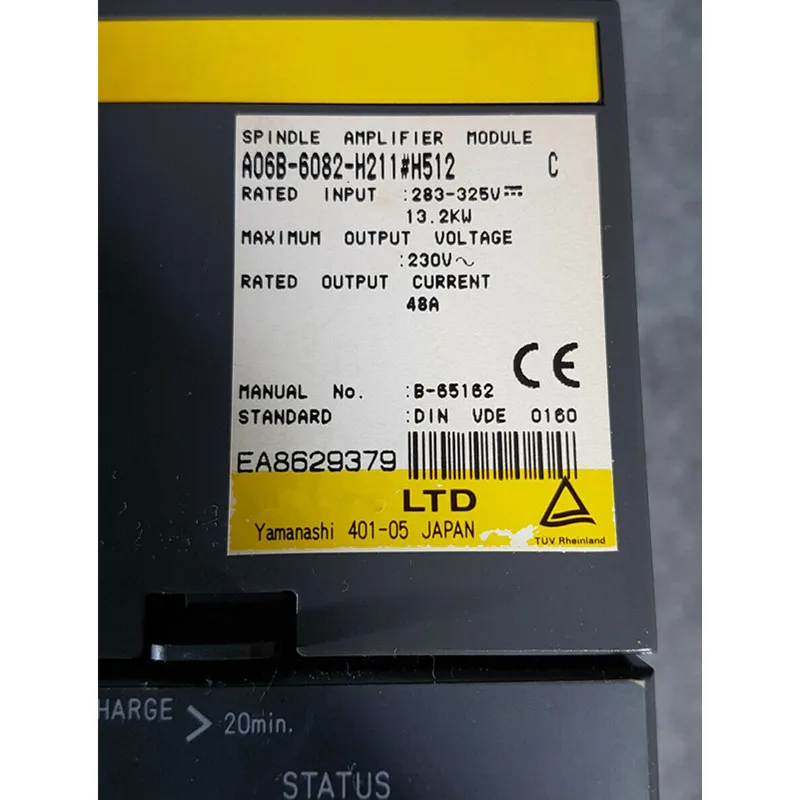 SPINDLE AMPLIFIER MODULE
A06B-6082-H211#H512 C
RATED INPUT :283-325V⎓
13.2KW
MAXIMUM OUTPUT VOLTAGE
:230V∿
RATED OUTPUT CURRENT
48A
CE
MANUAL No. :B-65162
STANDARD :DIN VDE 0160
EA8629379
LTD
Yamanashi 401-05 JAPAN
TÜV Rheinland
HARGE > 20min.
STATUS